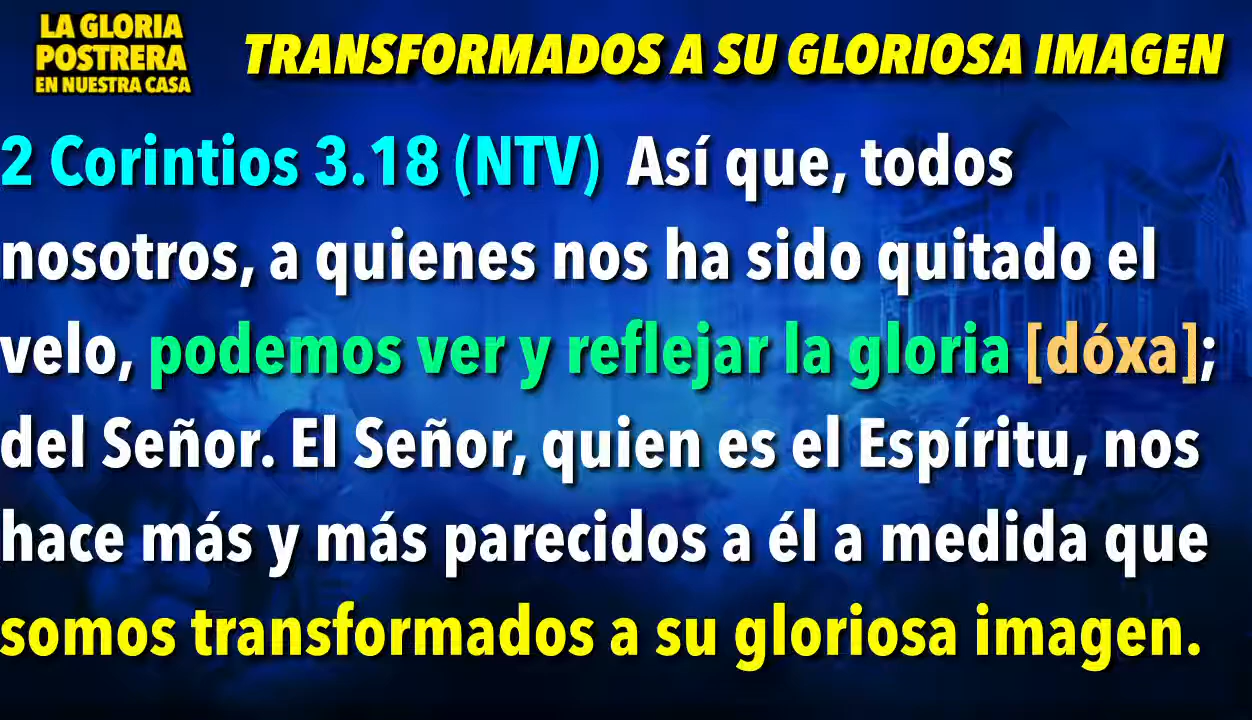 LA GLORIA
POSTRERA
EN NUESTRA CASA
TRANSFORMADOS A SU GLORIOSA IMAGEN
2 Corintios 3.18 (NTV) Así que, todos
nosotros, a quienes nos ha sido quitado el
velo, podemos ver y reflejar la gloria [dóxa];
del Señor. El Señor, quien es el Espíritu, nos
hace más y más parecidos a él a medida que
somos transformados a su gloriosa imagen.